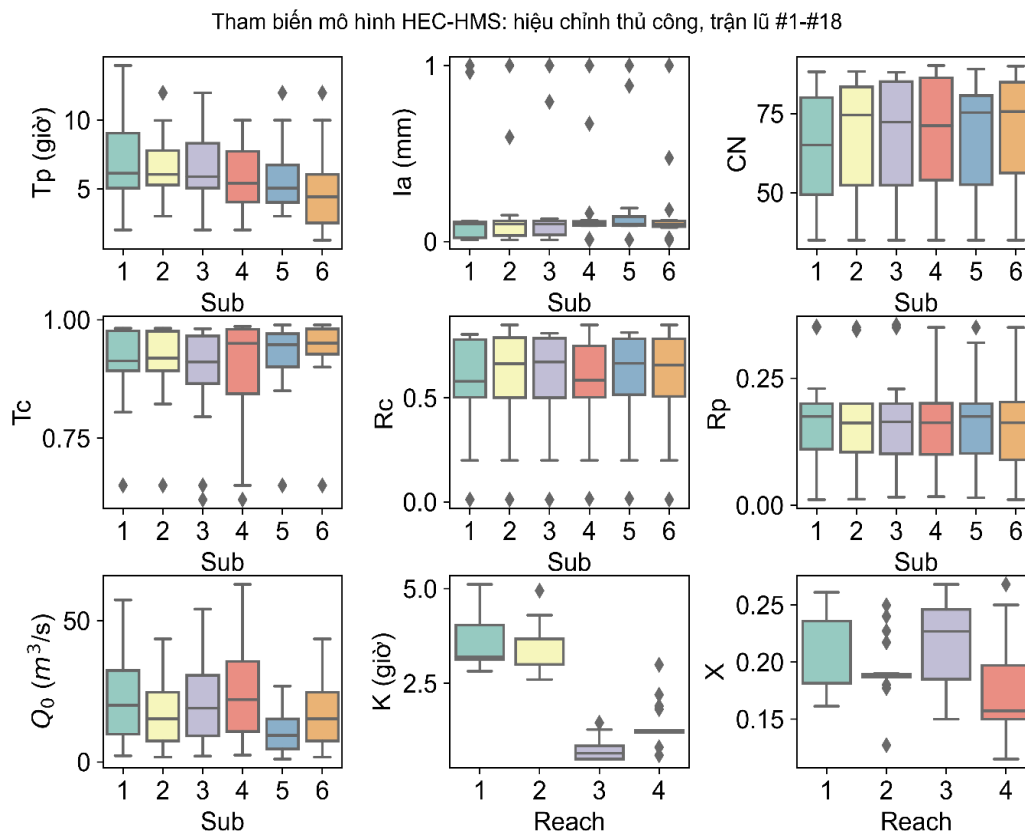 Tham biến mô hình HEC-HMS: hiệu chỉnh thủ công, trận lũ #1-#18
Tp (giờ)
10
5
1 2 3 4 5 6
Sub
Ia (mm)
1
0
1 2 3 4 5 6
Sub
CN
75
50
1 2 3 4 5 6
Sub
Tc
1.00
0.75
1 2 3 4 5 6
Sub
Rc
0.5
0.0
1 2 3 4 5 6
Sub
Rp
0.25
0.00
1 2 3 4 5 6
Sub
Q₀ (m³/s)
50
0
1 2 3 4 5 6
Sub
K (giờ)
5.0
2.5
1 2 3 4
Reach
X
0.25
0.20
0.15
1 2 3 4
Reach